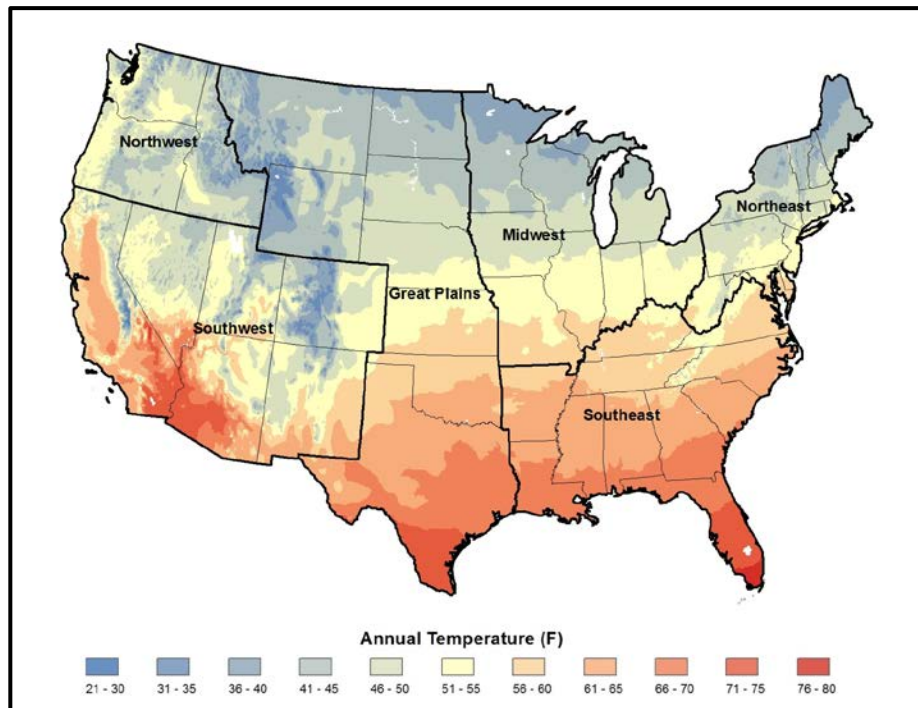 Northwest
Northeast
Midwest
Great Plains
Southwest
Southeast
Annual Temperature (F)
21 - 30 31 - 35 36 - 40 41 - 45 46 - 50 51 - 55 56 - 60 61 - 65 66 - 70 71 - 75 76 - 80